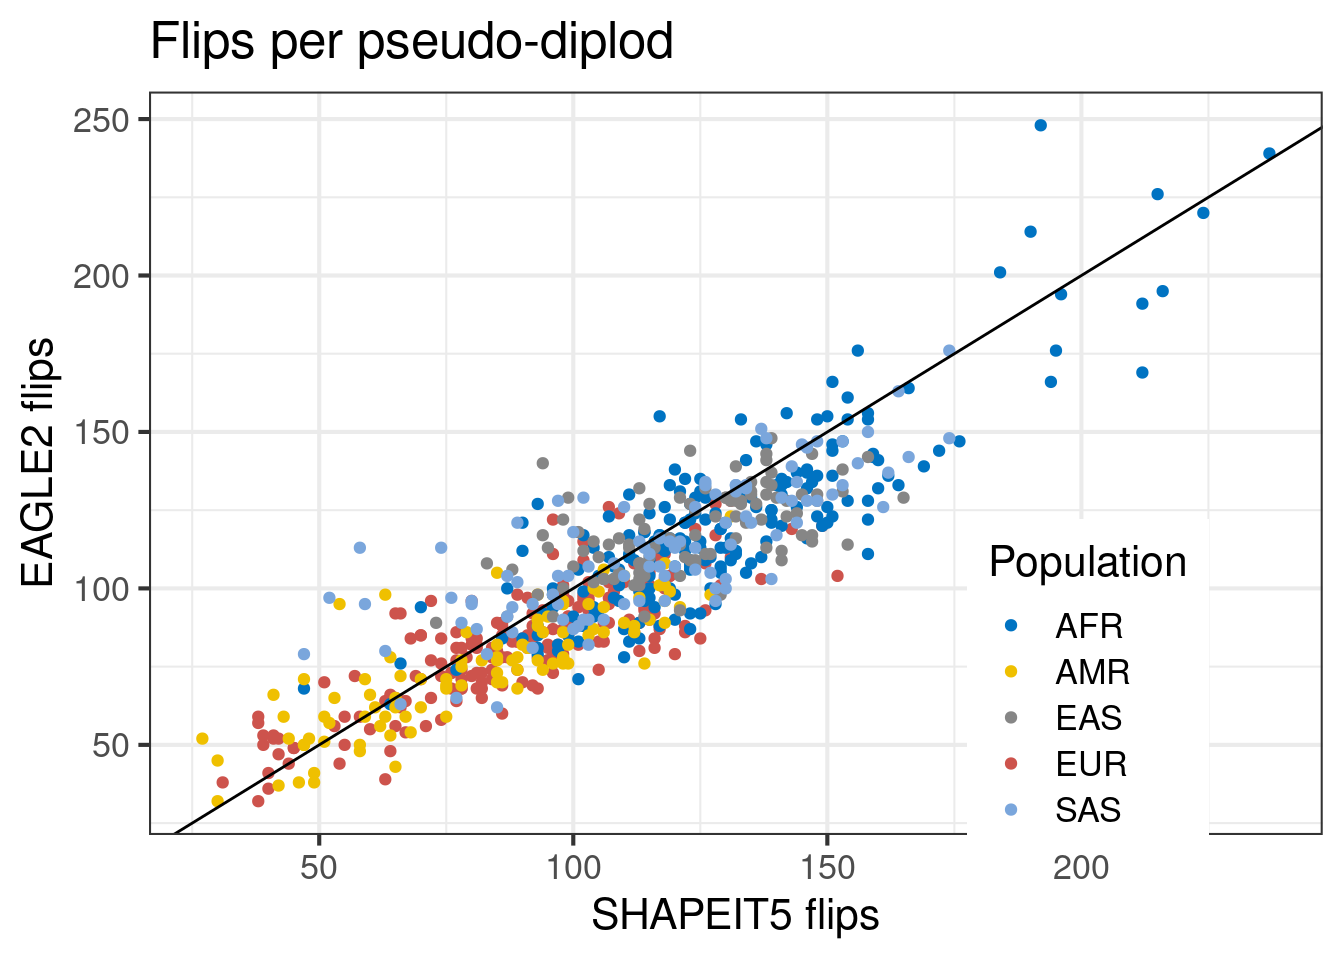 Flips per pseudo-diplod
250
200
150
100
50
EAGLE2 flips
50
100
150
200
SHAPEIT5 flips
Population
AFR
AMR
EAS
EUR
SAS